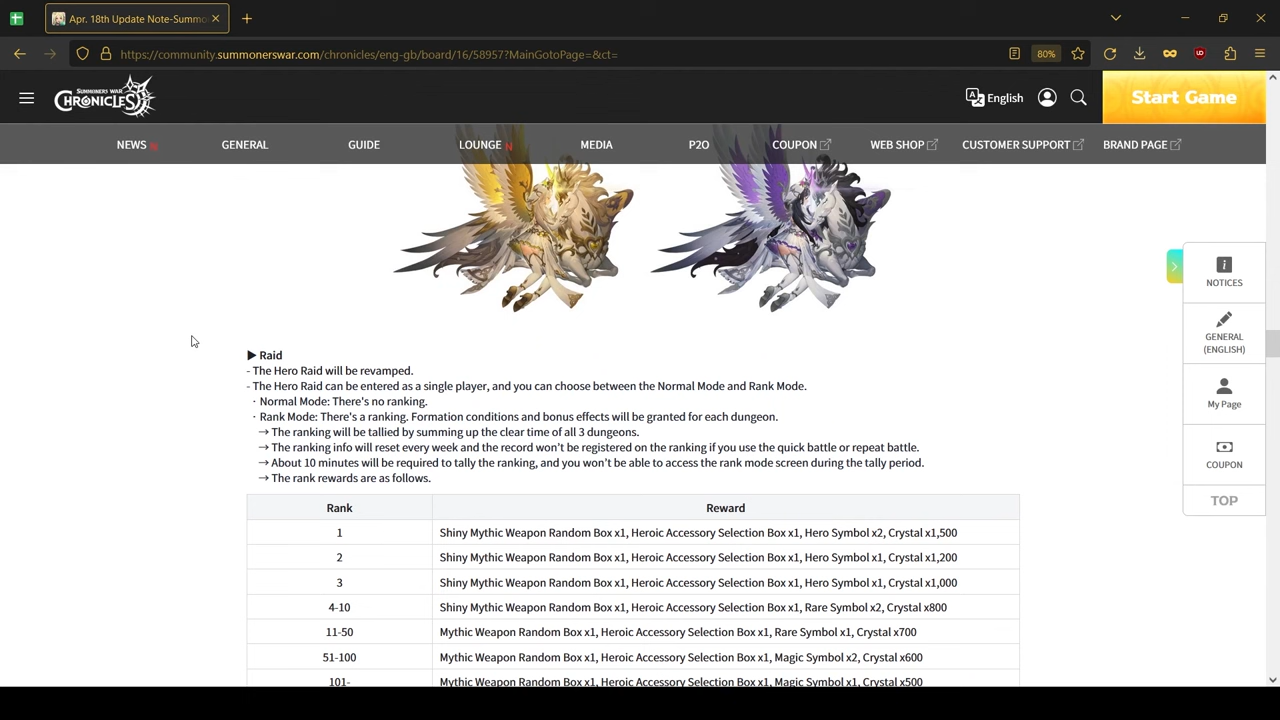 Apr. 18th Update Note-Summo
https://community.summonerswar.com/chronicles/eng-gb/board/16/58957?MainGotoPage=&ct=
80%
SUMMONERS WAR
CHRONICLES
English
Start Game
NEWS N
GENERAL
GUIDE
LOUNGE N
MEDIA
P2O
COUPON
WEB SHOP
CUSTOMER SUPPORT
BRAND PAGE
NOTICES
GENERAL
(ENGLISH)
My Page
COUPON
TOP
▶ Raid
- The Hero Raid will be revamped.
- The Hero Raid can be entered as a single player, and you can choose between the Normal Mode and Rank Mode.
· Normal Mode: There's no ranking.
· Rank Mode: There's a ranking. Formation conditions and bonus effects will be granted for each dungeon.
→ The ranking will be tallied by summing up the clear time of all 3 dungeons.
→ The ranking info will reset every week and the record won't be registered on the ranking if you use the quick battle or repeat battle.
→ About 10 minutes will be required to tally the ranking, and you won't be able to access the rank mode screen during the tally period.
→ The rank rewards are as follows.
Rank Reward
1 Shiny Mythic Weapon Random Box x1, Heroic Accessory Selection Box x1, Hero Symbol x2, Crystal x1,500
2 Shiny Mythic Weapon Random Box x1, Heroic Accessory Selection Box x1, Hero Symbol x1, Crystal x1,200
3 Shiny Mythic Weapon Random Box x1, Heroic Accessory Selection Box x1, Hero Symbol x1, Crystal x1,000
4-10 Shiny Mythic Weapon Random Box x1, Heroic Accessory Selection Box x1, Rare Symbol x2, Crystal x800
11-50 Mythic Weapon Random Box x1, Heroic Accessory Selection Box x1, Rare Symbol x1, Crystal x700
51-100 Mythic Weapon Random Box x1, Heroic Accessory Selection Box x1, Magic Symbol x2, Crystal x600
101- Mythic Weapon Random Box x1, Heroic Accessory Selection Box x1, Magic Symbol x1, Crystal x500